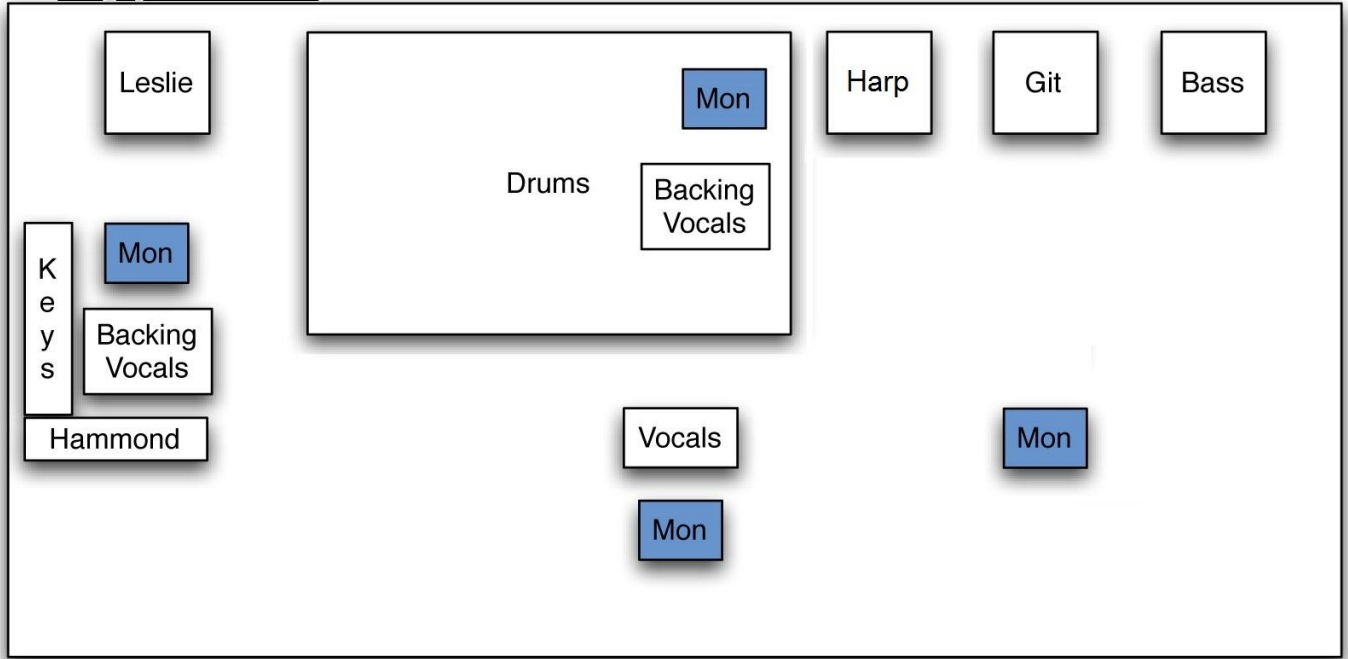 Leslie
Mon
Harp
Git
Bass
Drums
Backing
Vocals
K
e
y
s
Mon
Backing
Vocals
Hammond
Vocals
Mon
Mon